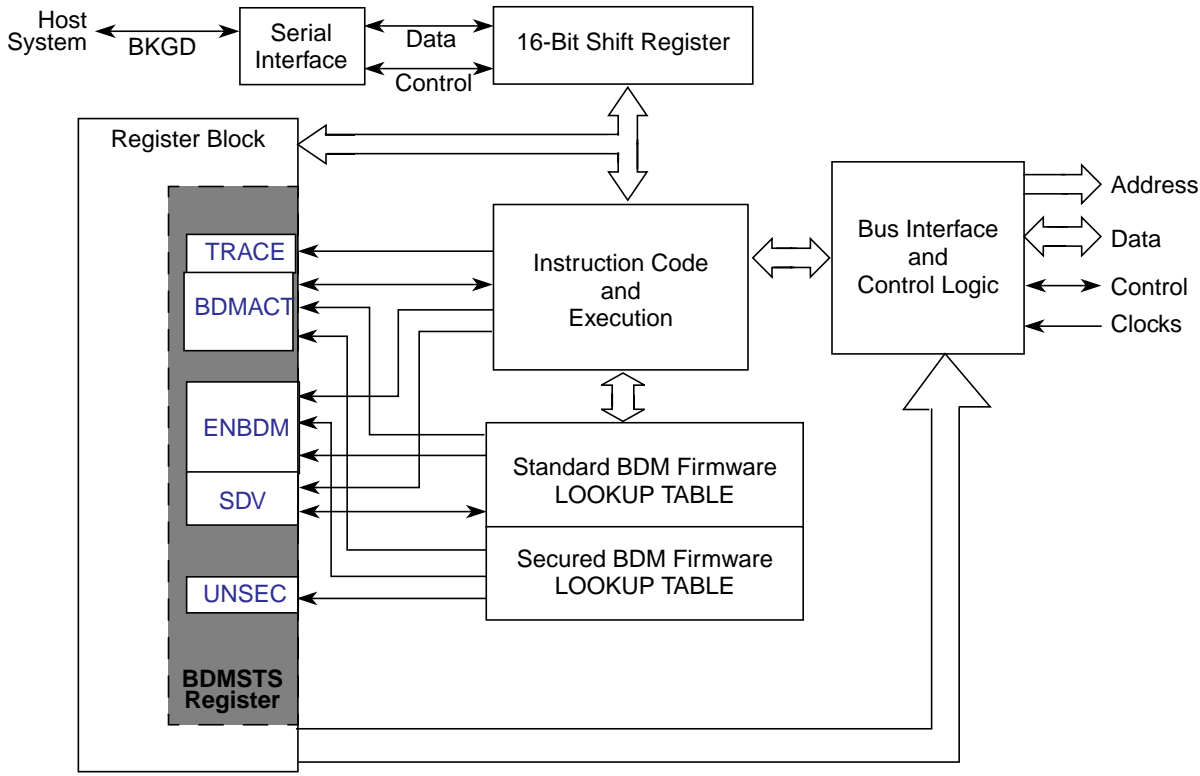 Host
System
BKGD
Serial
Interface
Data
Control
16-Bit Shift Register
Register Block
TRACE
BDMACT
ENBDM
SDV
UNSEC
BDMSTS
Register
Instruction Code
and
Execution
Standard BDM Firmware
LOOKUP TABLE
Secured BDM Firmware
LOOKUP TABLE
Bus Interface
and
Control Logic
Address
Data
Control
Clocks